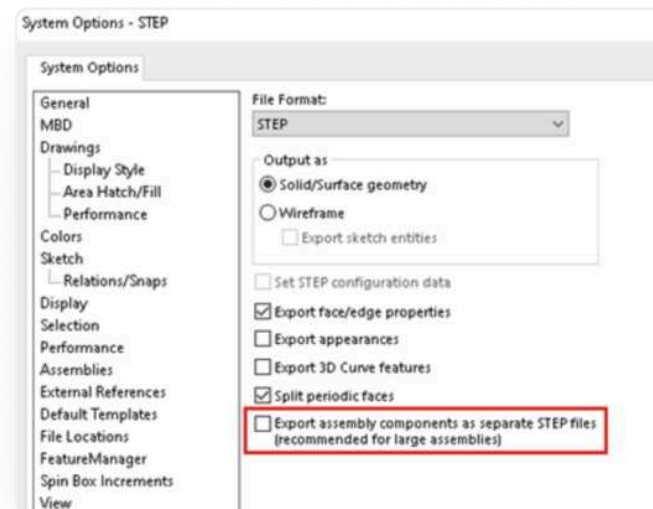 System Options - STEP
System Options
General
MBD
Drawings
Display Style
Area Hatch/Fill
Performance
Colors
Sketch
Relations/Snaps
Display
Selection
Performance
Assemblies
External References
Default Templates
File Locations
FeatureManager
Spin Box Increments
View
File Format:
STEP
Output as
Solid/Surface geometry
Wireframe
Export sketch entities
Set STEP configuration data
Export face/edge properties
Export appearances
Export 3D Curve features
Split periodic faces
Export assembly components as separate STEP files
(recommended for large assemblies)